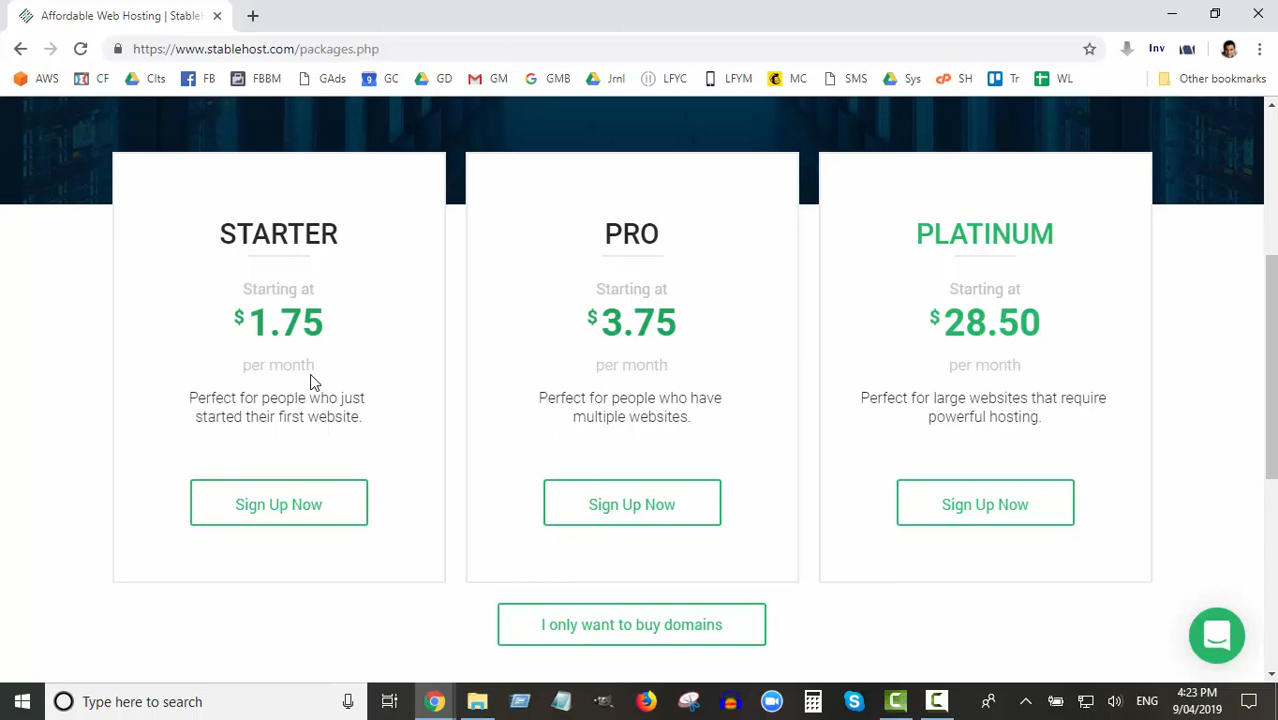 Affordable Web Hosting | Stable
https://www.stablehost.com/packages.php
Inv
AWS CF Clts FB FBBM GAds GC GD GM GMB Jrnl LFYC LFYM MC SMS Sys SH Tr WL Other bookmarks
STARTER
Starting at
$1.75
per month
Perfect for people who just
started their first website.
Sign Up Now
PRO
Starting at
$3.75
per month
Perfect for people who have
multiple websites.
Sign Up Now
PLATINUM
Starting at
$28.50
per month
Perfect for large websites that require
powerful hosting.
Sign Up Now
I only want to buy domains
Type here to search
ENG
4:23 PM
9/04/2019